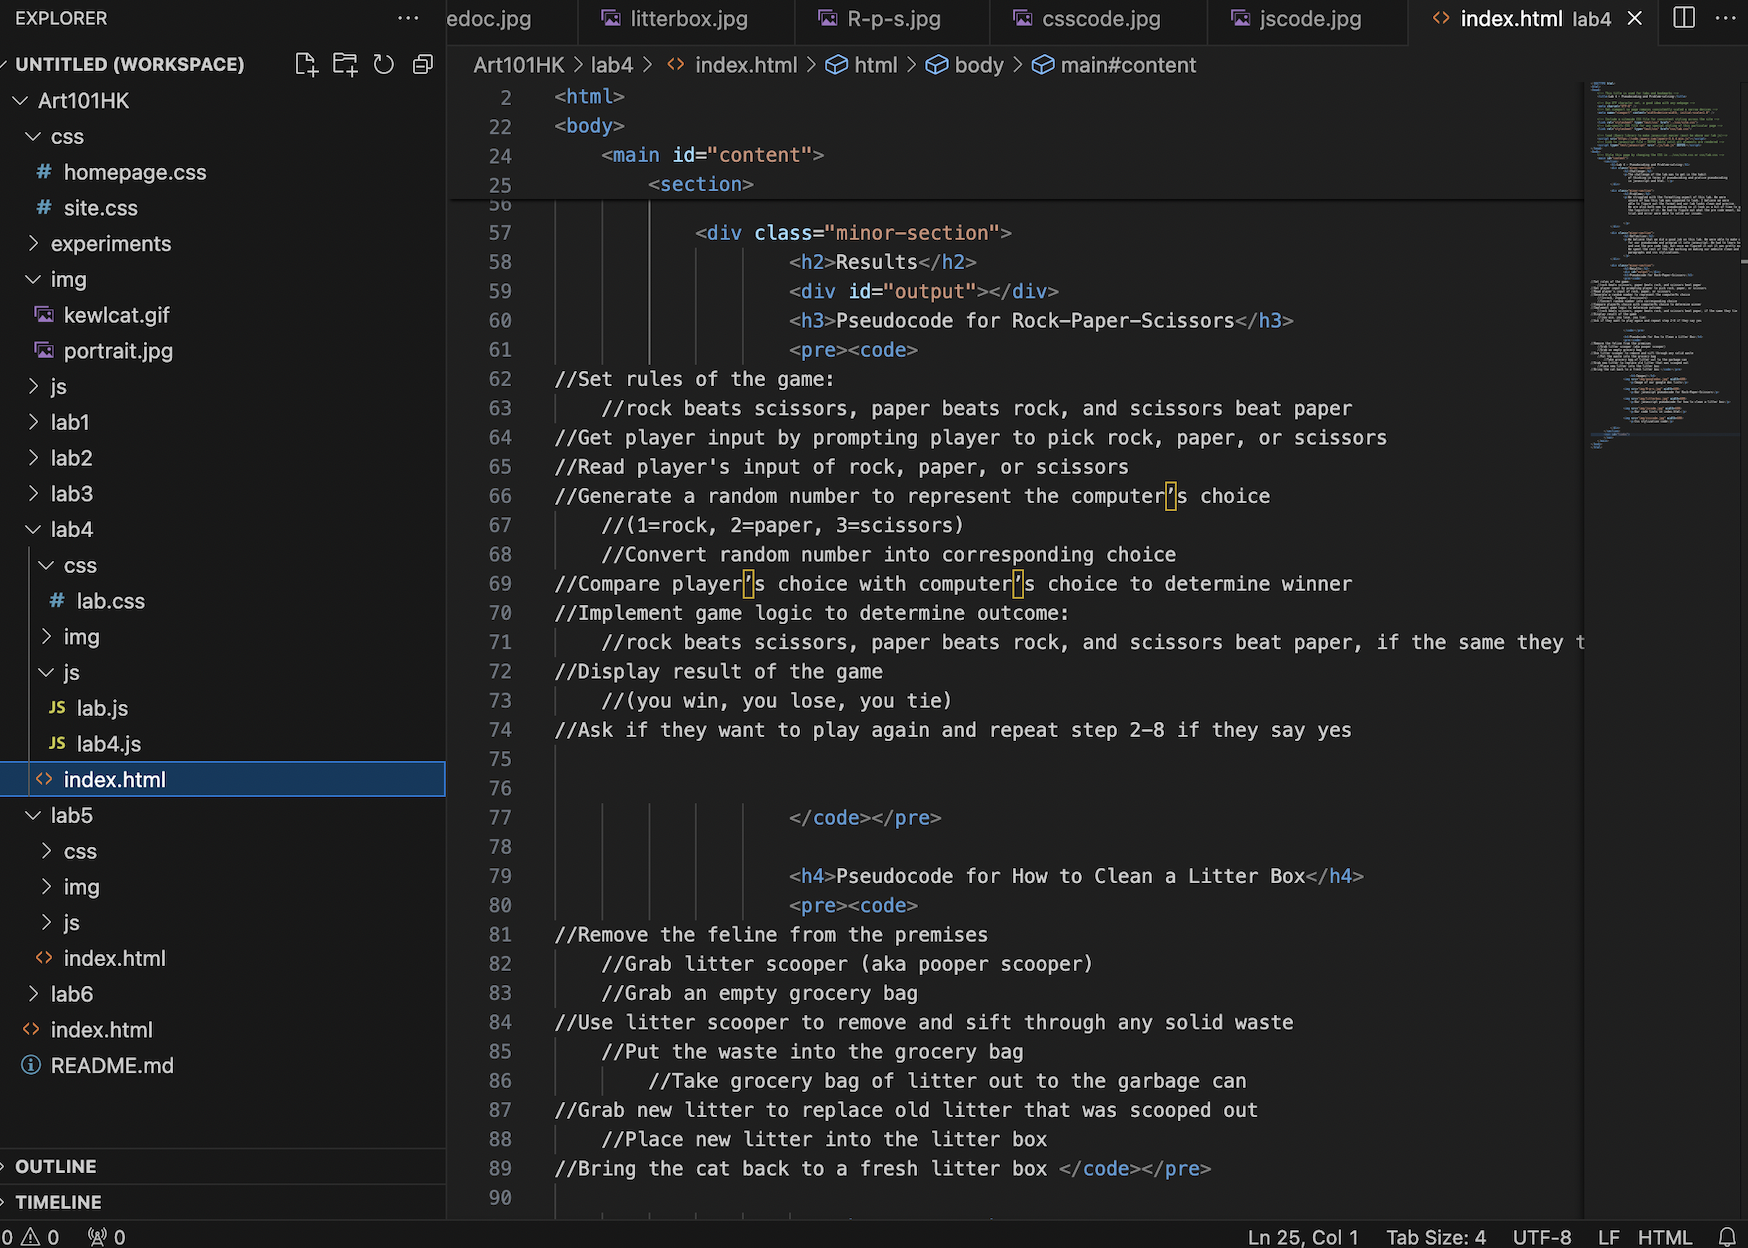 EXPLORER
edoc.jpg
litterbox.jpg
R-p-s.jpg
csscode.jpg
jscode.jpg
index.html lab4
UNTITLED (WORKSPACE)
Art101HK > lab4 > index.html > html > body > main#content
Art101HK
css
homepage.css
site.css
experiments
img
kewlcat.gif
portrait.jpg
js
lab1
lab2
lab3
lab4
css
lab.css
img
js
JS lab.js
JS lab4.js
index.html
lab5
css
img
js
index.html
lab6
index.html
README.md
OUTLINE
TIMELINE
2 <html>
22 <body>
24 <main id="content">
25 <section>
56
57 <div class="minor-section">
58 <h2>Results</h2>
59 <div id="output"></div>
60 <h3>Pseudocode for Rock-Paper-Scissors</h3>
61 <pre><code>
62 //Set rules of the game:
63 //rock beats scissors, paper beats rock, and scissors beat paper
64 //Get player input by prompting player to pick rock, paper, or scissors
65 //Read player's input of rock, paper, or scissors
66 //Generate a random number to represent the computer’s choice
67 //(1=rock, 2=paper, 3=scissors)
68 //Convert random number into corresponding choice
69 //Compare player’s choice with computer’s choice to determine winner
70 //Implement game logic to determine outcome:
71 //rock beats scissors, paper beats rock, and scissors beat paper, if the same they t
72 //Display result of the game
73 //(you win, you lose, you tie)
74 //Ask if they want to play again and repeat step 2-8 if they say yes
75
76
77 </code></pre>
78
79 <h4>Pseudocode for How to Clean a Litter Box</h4>
80 <pre><code>
81 //Remove the feline from the premises
82 //Grab litter scooper (aka pooper scooper)
83 //Grab an empty grocery bag
84 //Use litter scooper to remove and sift through any solid waste
85 //Put the waste into the grocery bag
86 //Take grocery bag of litter out to the garbage can
87 //Grab new litter to replace old litter that was scooped out
88 //Place new litter into the litter box
89 //Bring the cat back to a fresh litter box </code></pre>
90
0 0 0 Ln 25, Col 1 Tab Size: 4 UTF-8 LF HTML